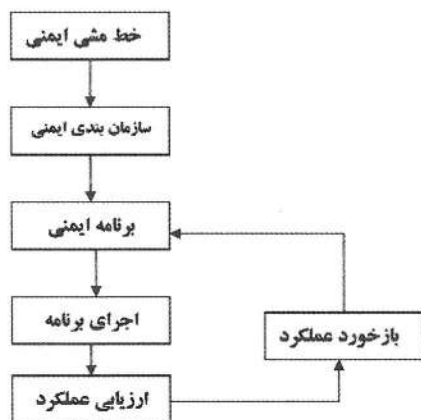 خط مشی ایمنی
سازمان بندی ایمنی
برنامه ایمنی
اجرای برنامه
بازخورد عملکرد
ارزیابی عملکرد